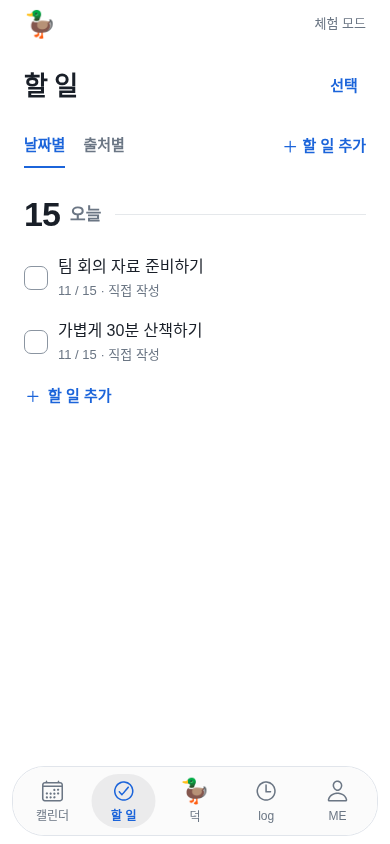 체험 모드
할 일
선택
날짜별
출처별
+ 할 일 추가
15 오늘
팀 회의 자료 준비하기
11 / 15 · 직접 작성
가볍게 30분 산책하기
11 / 15 · 직접 작성
+ 할 일 추가
캘린더
할 일
덕
log
ME